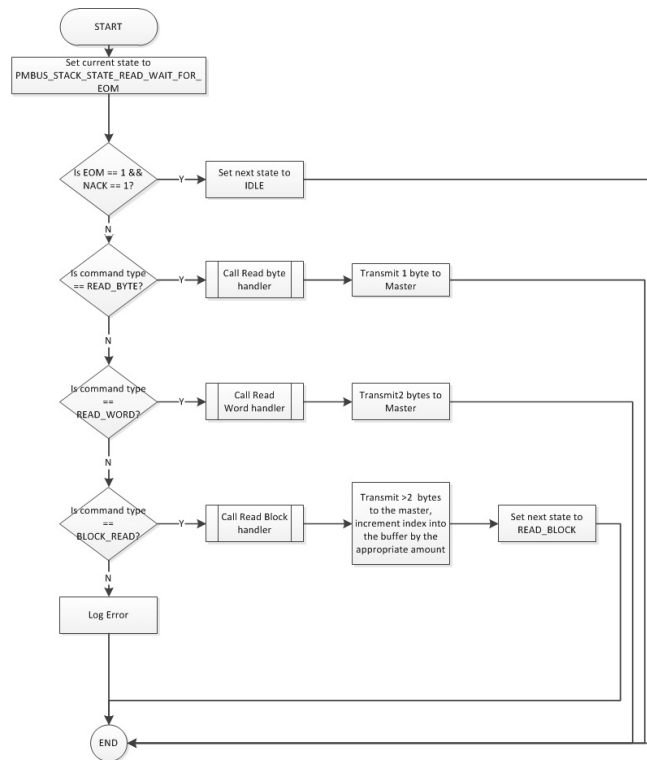 START
Set current state to
PMBUS_STACK_STATE_READ_WAIT_FOR_
EOM
Is EOM == 1 &&
NACK == 1?
Y
Set next state to
IDLE
N
Is command type
== READ_BYTE?
Y
Call Read byte
handler
Transmit 1 byte to
Master
N
Is command type
==
READ_WORD?
Y
Call Read
Word handler
Transmit2 bytes to
Master
N
Is command type
==
BLOCK_READ?
Y
Call Read Block
handler
Transmit >2 bytes
to the master,
increment index into
the buffer by the
appropriate amount
Set next state to
READ_BLOCK
N
Log Error
END